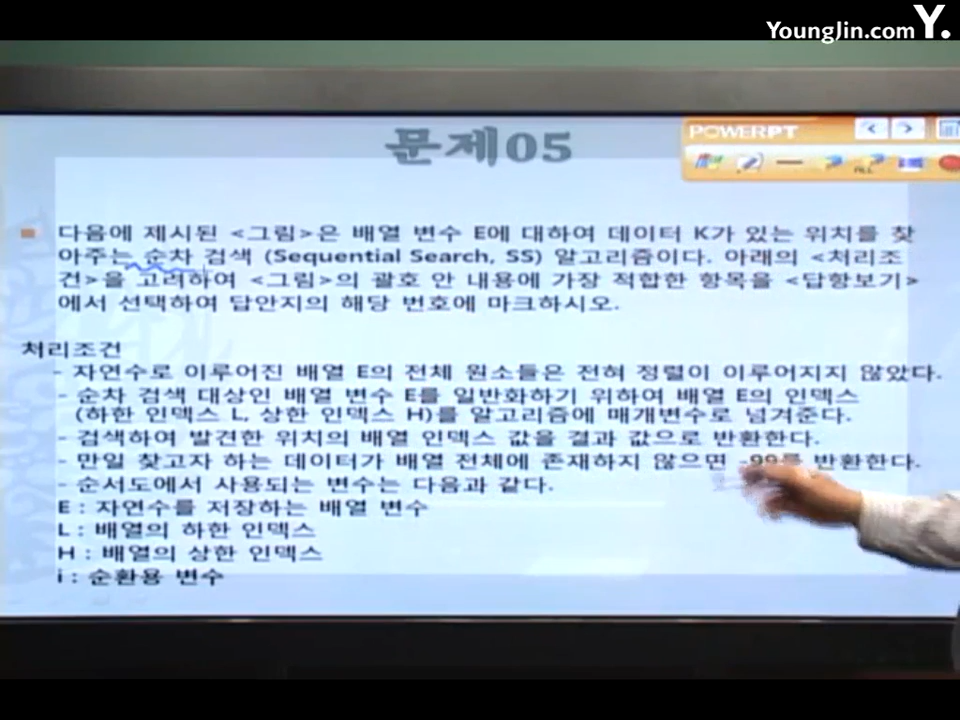 YoungJin.com Y.
문제05
POWERPT
ALL
다음에 제시된 <그림>은 배열 변수 E에 대하여 데이터 K가 있는 위치를 찾
아주는 순차 검색 (Sequential Search, SS) 알고리즘이다. 아래의 <처리조
건>을 고려하여 <그림>의 괄호 안 내용에 가장 적합한 항목을 <답항보기>
에서 선택하여 답안지의 해당 번호에 마크하시오.
처리조건
- 자연수로 이루어진 배열 E의 전체 원소들은 전혀 정렬이 이루어지지 않았다.
- 순차 검색 대상인 배열 변수 E를 일반화하기 위하여 배열 E의 인덱스
(하한 인덱스 L, 상한 인덱스 H)를 알고리즘에 매개변수로 넘겨준다.
- 검색하여 발견한 위치의 배열 인덱스 값을 결과 값으로 반환한다.
- 만일 찾고자 하는 데이터가 배열 전체에 존재하지 않으면 -99를 반환한다.
- 순서도에서 사용되는 변수는 다음과 같다.
E : 자연수를 저장하는 배열 변수
L : 배열의 하한 인덱스
H : 배열의 상한 인덱스
i : 순환용 변수